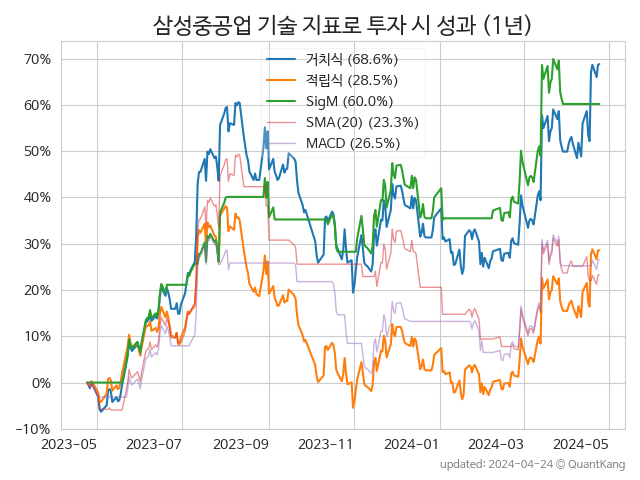 삼성중공업 기술 지표로 투자 시 성과 (1년)
거치식 (68.6%)
적립식 (28.5%)
SigM (60.0%)
SMA(20) (23.3%)
MACD (26.5%)
70%
60%
50%
40%
30%
20%
10%
0%
−10%
2023−05 2023−07 2023−09 2023−11 2024−01 2024−03 2024−05
updated: 2024-04-24 © QuantKang